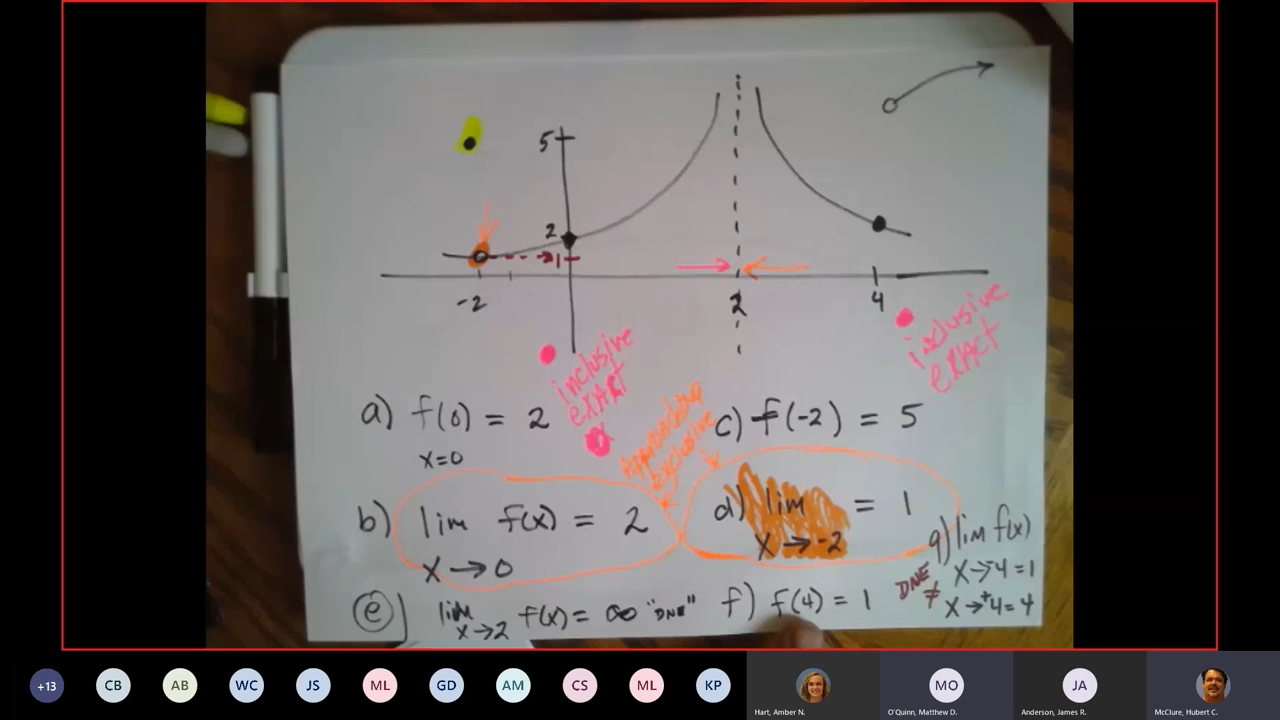 5
2
1
-2
2
4
inclusive
EXACT
inclusive
EXACT
Approaching
exclusive
a) f(0) = 2
x=0
c) f(-2) = 5
b) lim f(x) = 2
x → 0
d) lim = 1
x → -2
e) lim f(x) = ∞ "DNE"
x→2
f) f(4) = 1
g) lim f(x)
x→⁻4 = 1
DNE ≠
x→⁺4 = 4
+13
CB
AB
WC
JS
ML
GD
AM
CS
ML
KP
MO
JA
Hart, Amber N.
O'Quinn, Matthew D.
Anderson, James R.
McClure, Hubert C.